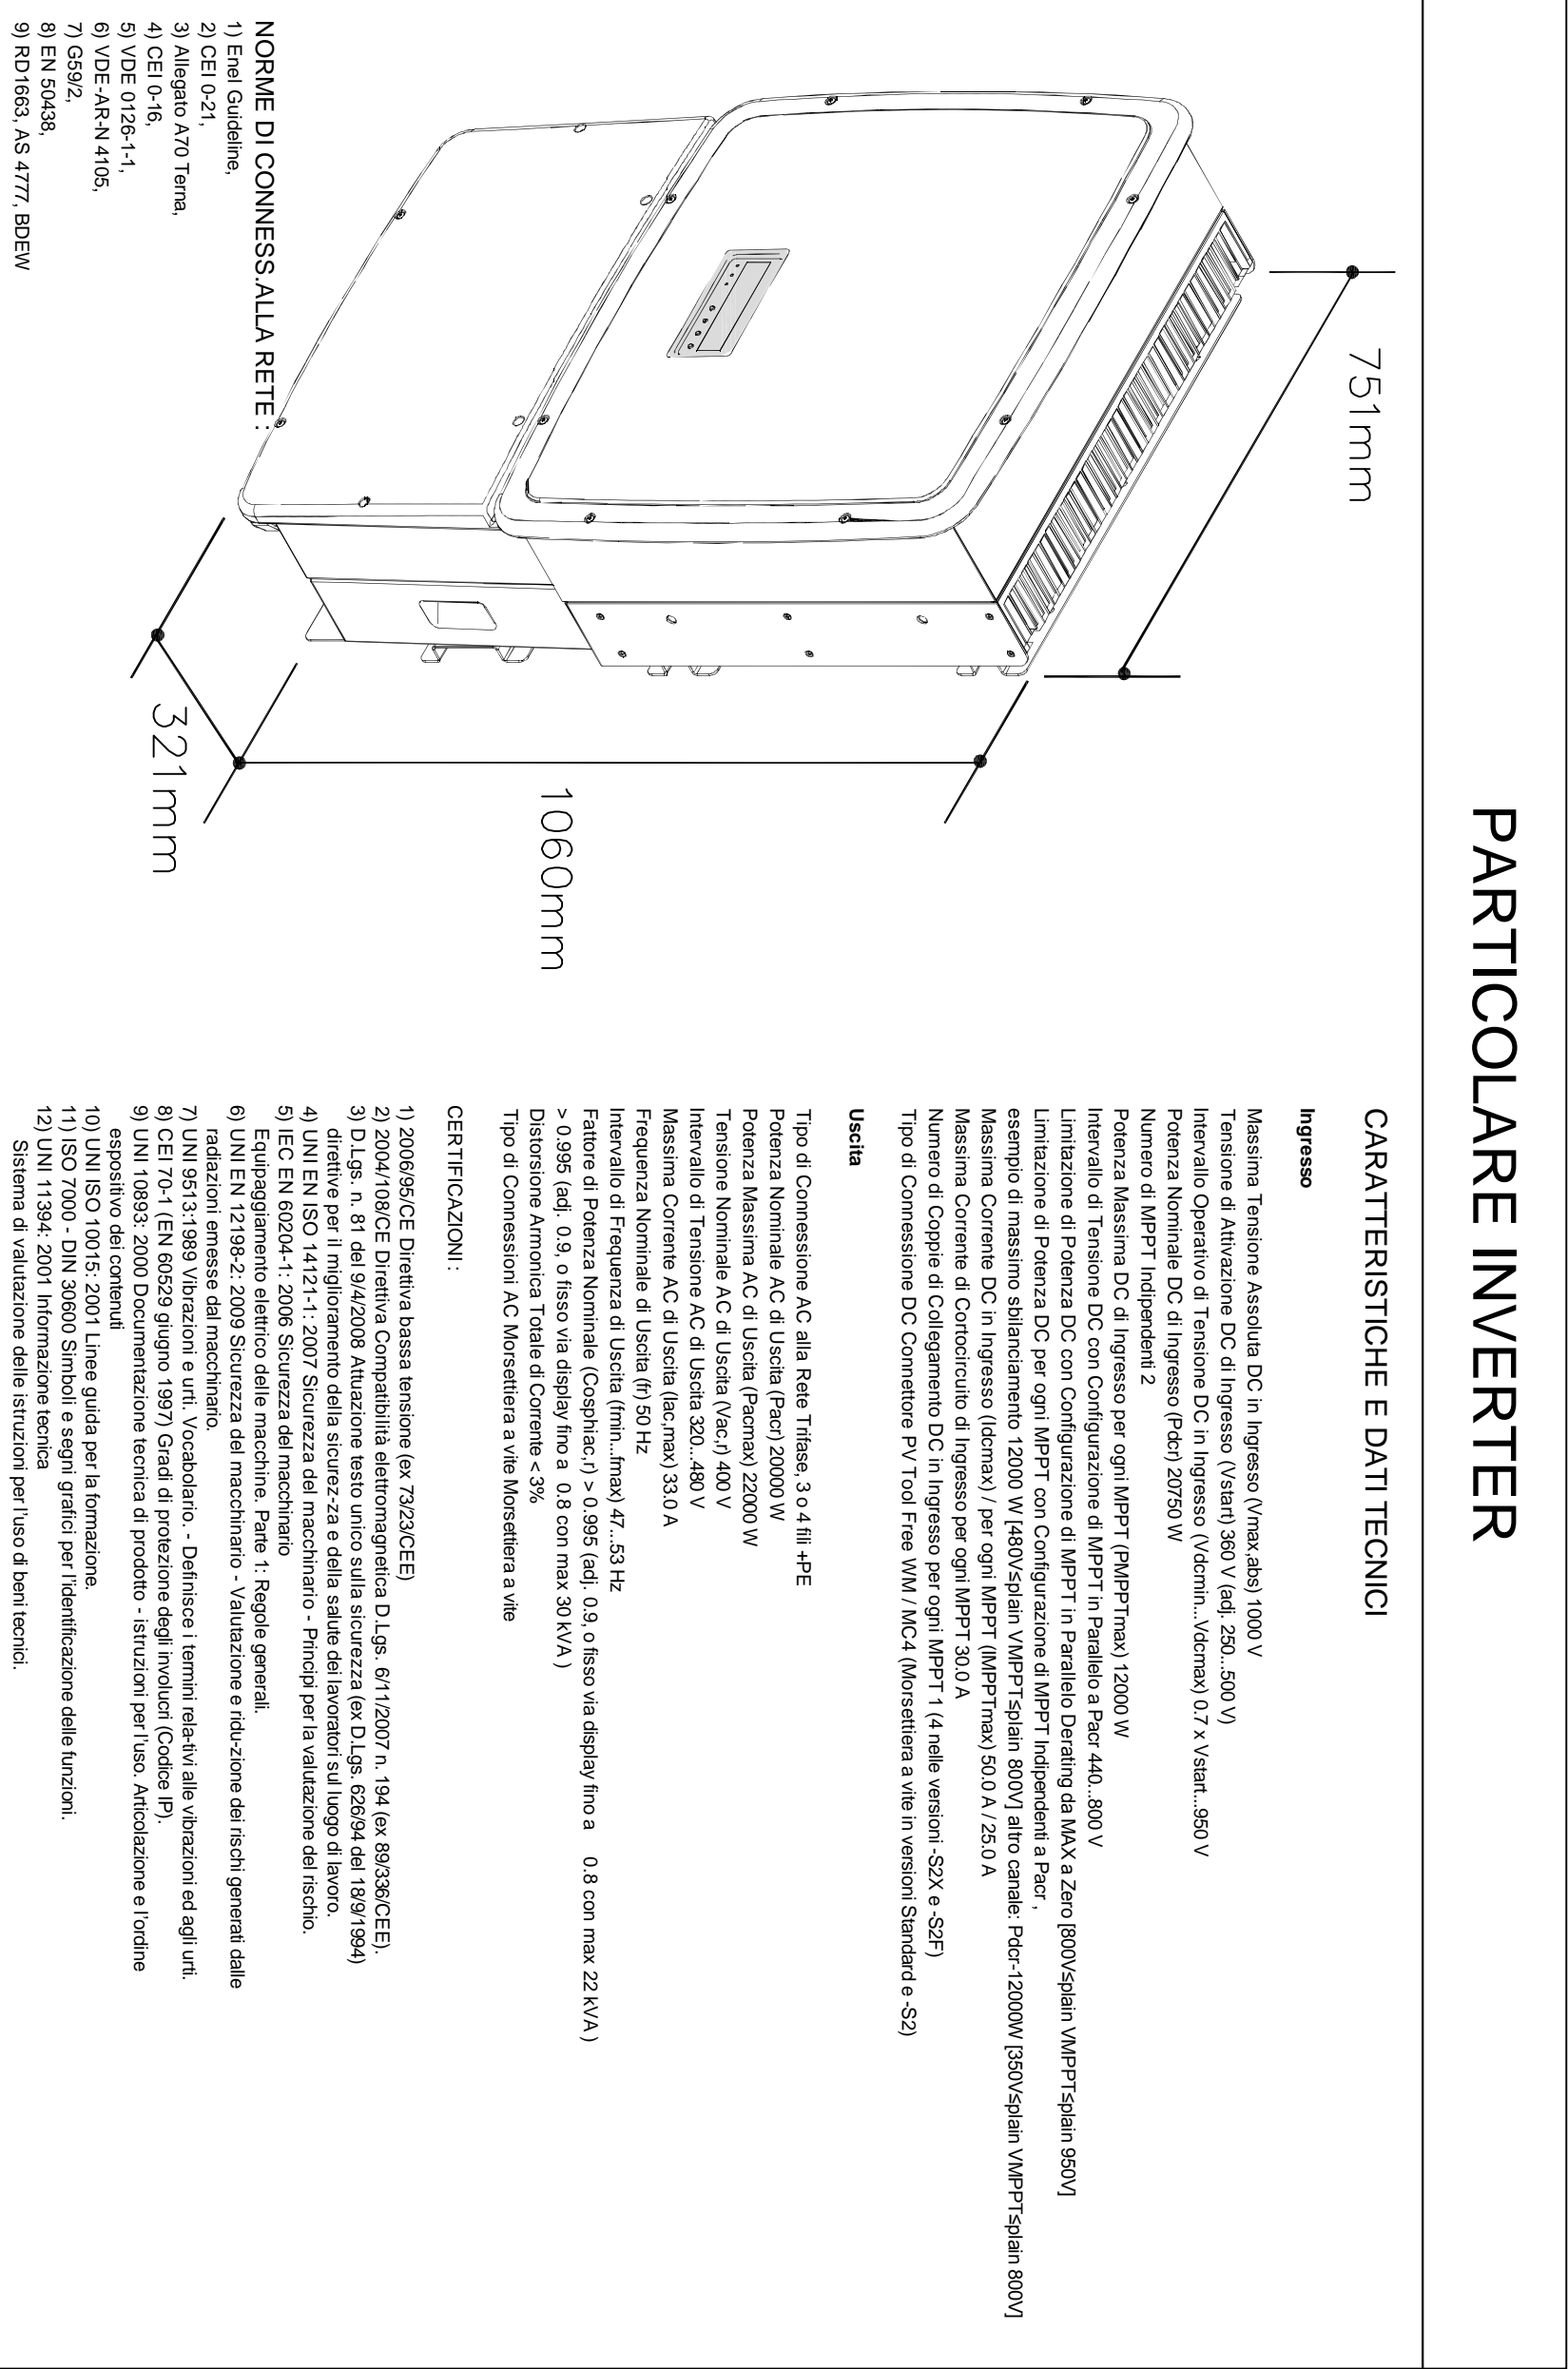 PARTICOLARE INVERTER
751mm
1060mm
321mm
NORME DI CONNESS.ALLA RETE :
1) Enel Guideline,
2) CEI 0-21,
3) Allegato A70 Terna,
4) CEI 0-16,
5) VDE 0126-1-1,
6) VDE-AR-N 4105,
7) G59/2,
8) EN 50438,
9) RD1663, AS 4777, BDEW
CARATTERISTICHE E DATI TECNICI
Ingresso
Massima Tensione Assoluta DC in Ingresso (Vmax,abs) 1000 V
Tensione di Attivazione DC di Ingresso (Vstart) 360 V (adj. 250...500 V)
Intervallo Operativo di Tensione DC in Ingresso (Vdcmin...Vdcmax) 0.7 x Vstart...950 V
Potenza Nominale DC di Ingresso (Pdcr) 20750 W
Numero di MPPT Indipendenti 2
Potenza Massima DC di Ingresso per ogni MPPT (PMPPTmax) 12000 W
Intervallo di Tensione DC con Configurazione di MPPT in Parallelo a Pacr 440...800 V
Limitazione di Potenza DC con Configurazione di MPPT in Parallelo Derating da MAX a Zero [800V≤plain VMPPT≤plain 950V]
Limitazione di Potenza DC per ogni MPPT con Configurazione di MPPT Indipendenti a Pacr ,
esempio di massimo sbilanciamento 12000 W [480V≤plain VMPPT≤plain 800V] altro canale: Pdcr-12000W [350V≤plain VMPPT≤plain 800V]
Massima Corrente DC in Ingresso (Idcmax) / per ogni MPPT (IMPPTmax) 50.0 A / 25.0 A
Massima Corrente di Cortocircuito di Ingresso per ogni MPPT 30.0 A
Numero di Coppie di Collegamento DC in Ingresso per ogni MPPT 1 (4 nelle versioni -S2X e -S2F)
Tipo di Connessione DC Connettore PV Tool Free WM / MC4 (Morsettiera a vite in versioni Standard e -S2)
Uscita
Tipo di Connessione AC alla Rete Trifase, 3 o 4 fili +PE
Potenza Nominale AC di Uscita (Pacr) 20000 W
Potenza Massima AC di Uscita (Pacmax) 22000 W
Tensione Nominale AC di Uscita (Vac,r) 400 V
Intervallo di Tensione AC di Uscita 320...480 V
Massima Corrente AC di Uscita (Iac,max) 33.0 A
Frequenza Nominale di Uscita (fr) 50 Hz
Intervallo di Frequenza di Uscita (fmin...fmax) 47...53 Hz
Fattore di Potenza Nominale (Cosphiac,r) > 0.995 (adj. 0.9, o fisso via display fino a 0.8 con max 22 kVA )
> 0.995 (adj. 0.9, o fisso via display fino a 0.8 con max 30 kVA )
Distorsione Armonica Totale di Corrente < 3%
Tipo di Connessioni AC Morsettiera a vite Morsettiera a vite
CERTIFICAZIONI :
1) 2006/95/CE Direttiva bassa tensione (ex 73/23/CEE)
2) 2004/108/CE Direttiva Compatibilità elettromagnetica D.Lgs. 6/11/2007 n. 194 (ex 89/336/CEE).
3) D.Lgs. n. 81 del 9/4/2008 Attuazione testo unico sulla sicurezza (ex D.Lgs. 626/94 del 18/9/1994)
direttive per il miglioramento della sicurez-za e della salute dei lavoratori sul luogo di lavoro.
4) UNI EN ISO 14121-1: 2007 Sicurezza del macchinario - Principi per la valutazione del rischio.
5) IEC EN 60204-1: 2006 Sicurezza del macchinario
Equipaggiamento elettrico delle macchine. Parte 1: Regole generali.
6) UNI EN 12198-2: 2009 Sicurezza del macchinario - Valutazione e ridu-zione dei rischi generati dalle
radiazioni emesse dal macchinario.
7) UNI 9513:1989 Vibrazioni e urti. Vocabolario. - Definisce i termini rela-tivi alle vibrazioni ed agli urti.
8) CEI 70-1 (EN 60529 giugno 1997) Gradi di protezione degli involucri (Codice IP).
9) UNI 10893: 2000 Documentazione tecnica di prodotto - istruzioni per l'uso. Articolazione e l'ordine
espositivo dei contenuti
10) UNI ISO 10015: 2001 Linee guida per la formazione.
11) ISO 7000 - DIN 30600 Simboli e segni grafici per l'identificazione delle funzioni.
12) UNI 11394: 2001 Informazione tecnica
Sistema di valutazione delle istruzioni per l'uso di beni tecnici.